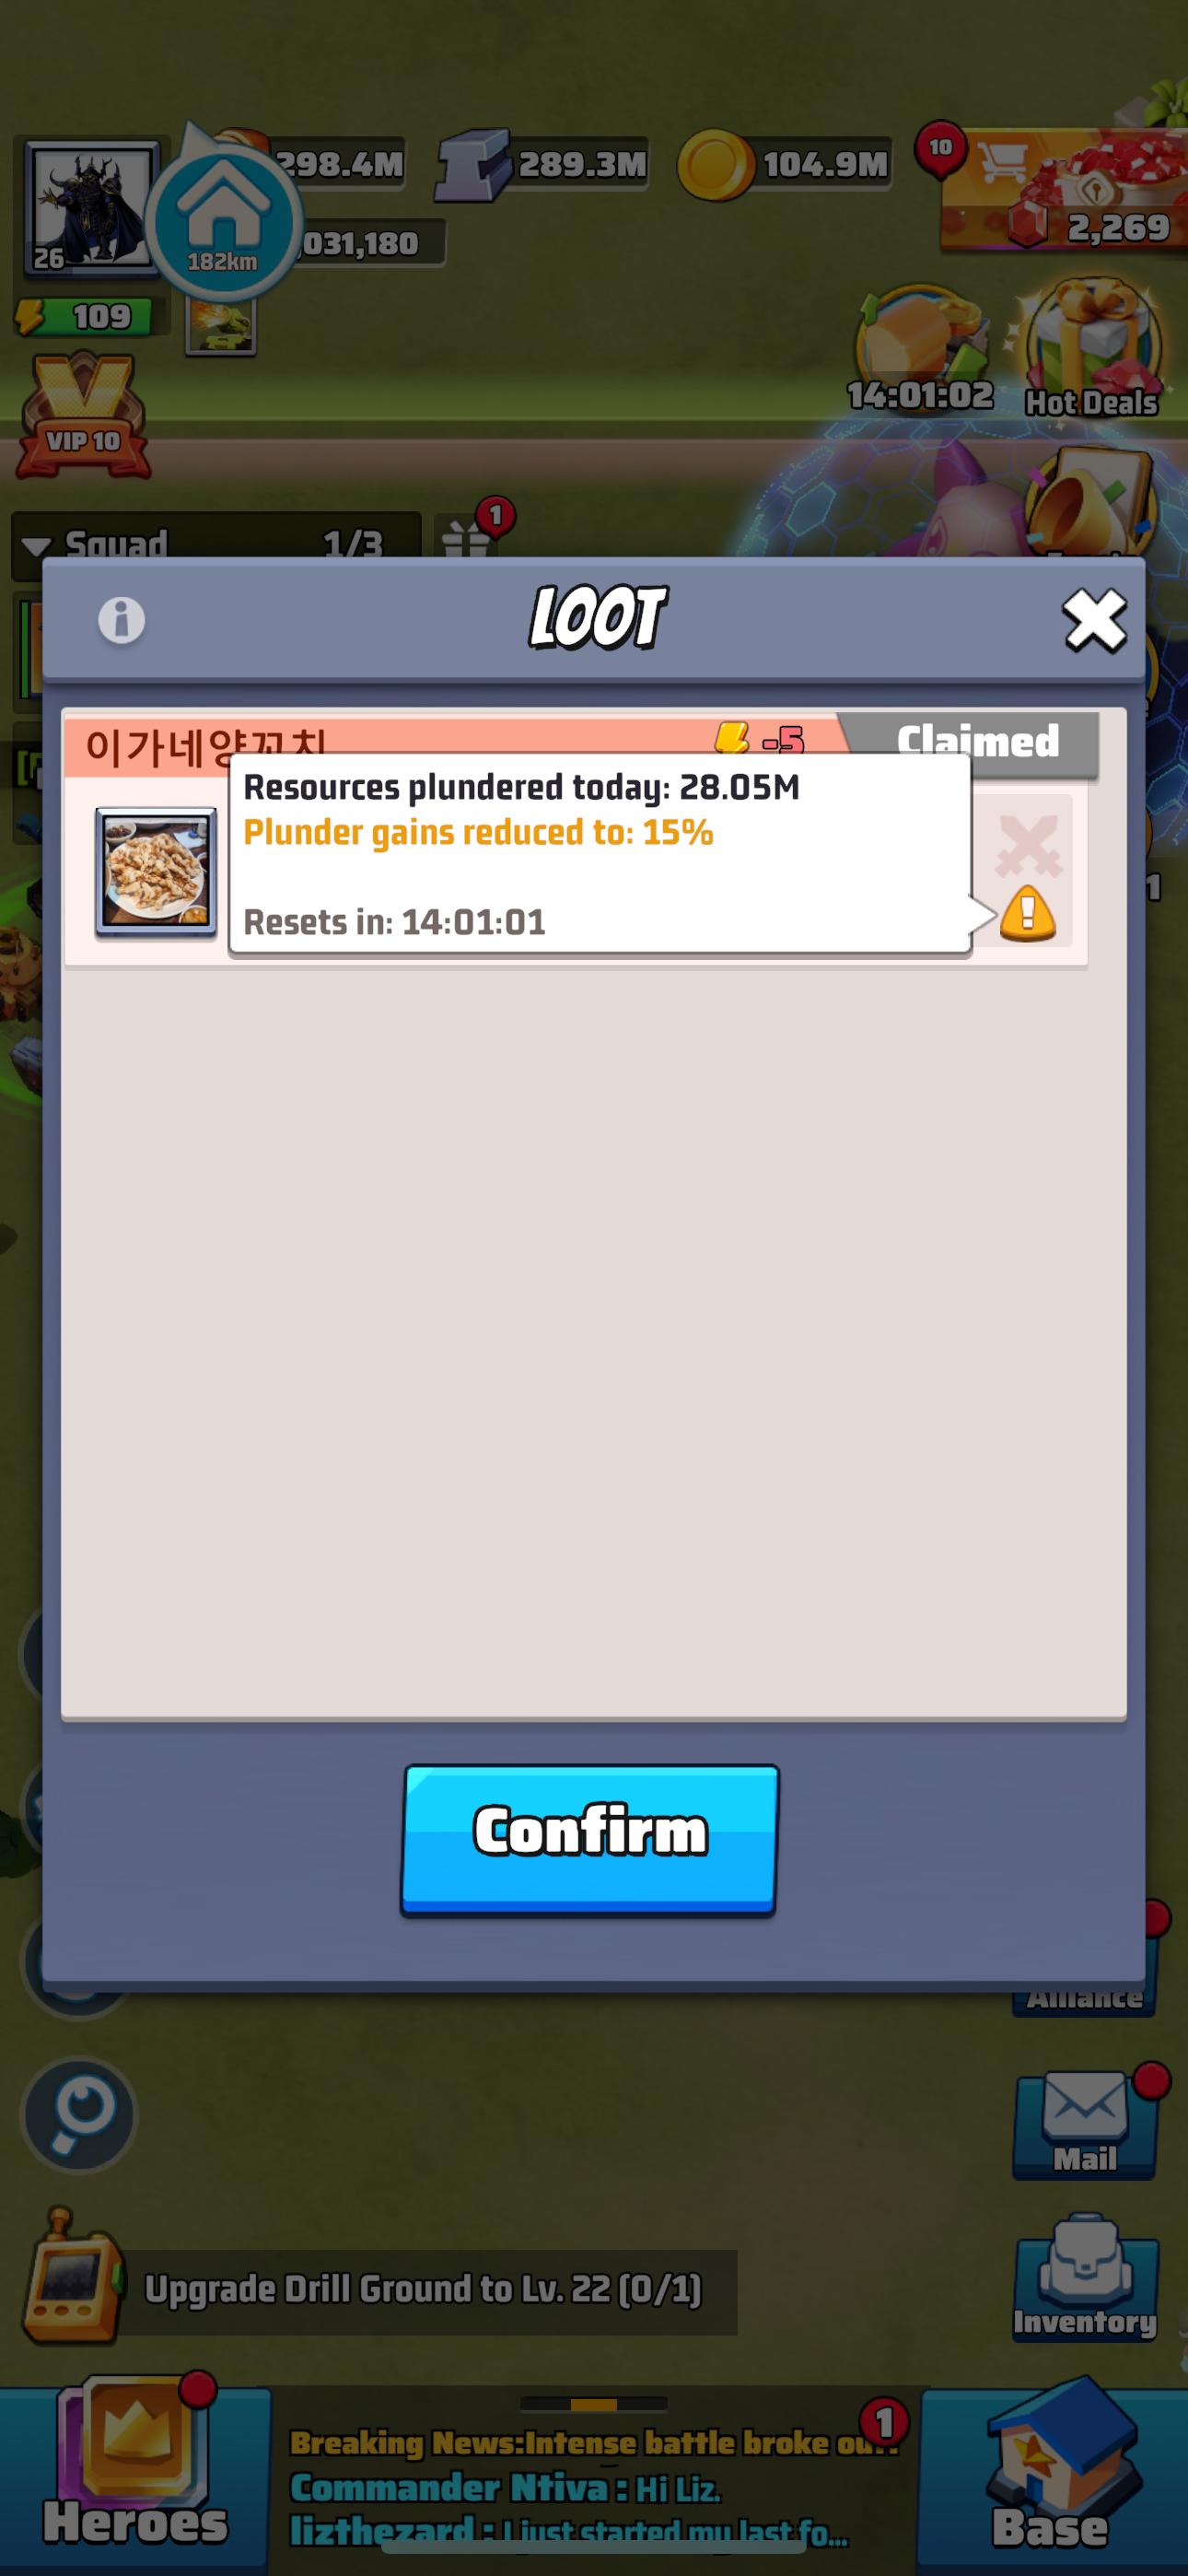 298.4M
289.3M
104.9M
10
2,269
26
182km
031,180
109
14:01:02
Hot Deals
VIP 10
Squad 1/3
1
LOOT
이가네양꼬치
-5
Claimed
Resources plundered today: 28.05M
Plunder gains reduced to: 15%
Resets in: 14:01:01
1
Confirm
Alliance
Mail
Upgrade Drill Ground to Lv. 22 (0/1)
Inventory
Heroes
Breaking News:Intense battle broke
1
Commander Ntiva : Hi Liz.
lizthezard : I just started my last fo...
Base